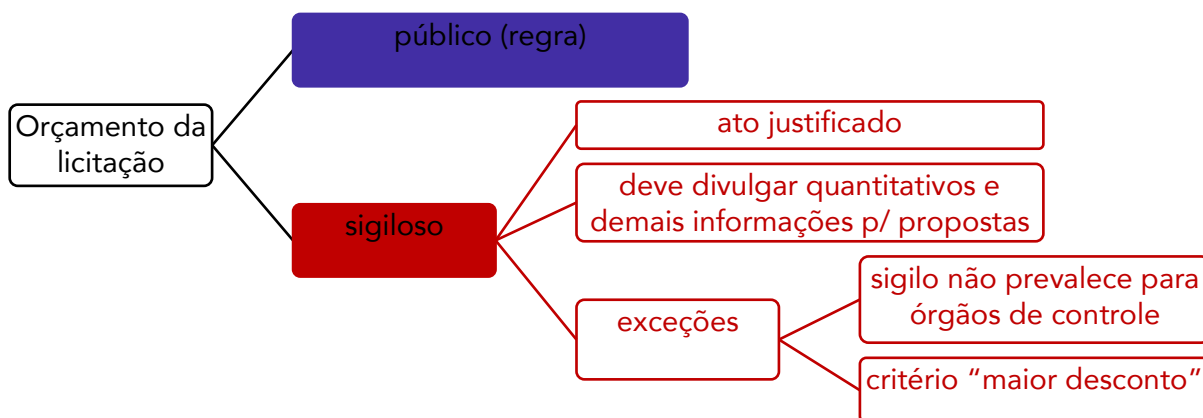 público (regra)
Orçamento da
licitação
sigiloso
ato justificado
deve divulgar quantitativos e
demais informações p/ propostas
exceções
sigilo não prevalece para
órgãos de controle
critério “maior desconto”